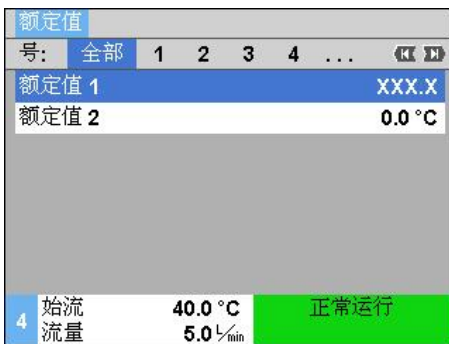 额定值
号: 全部 1 2 3 4 ...
额定值 1 XXX.X
额定值 2 0.0 °C
4 始流 40.0 °C 正常运行
流量 5.0 L/min